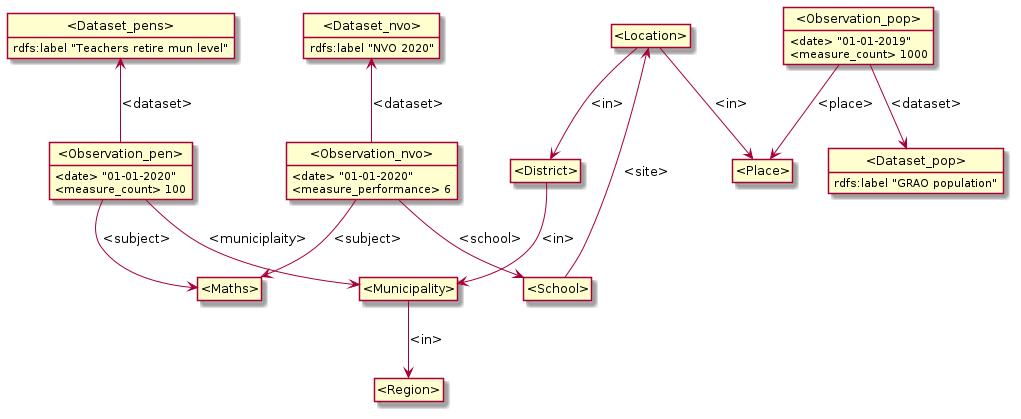 <Dataset_pens>
rdfs:label "Teachers retire mun level"
<Dataset_nvo>
rdfs:label "NVO 2020"
<Location>
<Observation_pop>
<date> "01-01-2019"
<measure_count> 1000
<dataset>
<dataset>
<in>
<in>
<place>
<dataset>
<Observation_pen>
<date> "01-01-2020"
<measure_count> 100
<Observation_nvo>
<date> "01-01-2020"
<measure_performance> 6
<District>
<site>
<Place>
<Dataset_pop>
rdfs:label "GRAO population"
<subject>
<municiplaity>
<subject>
<school>
<in>
<Maths>
<Municipality>
<School>
<in>
<Region>